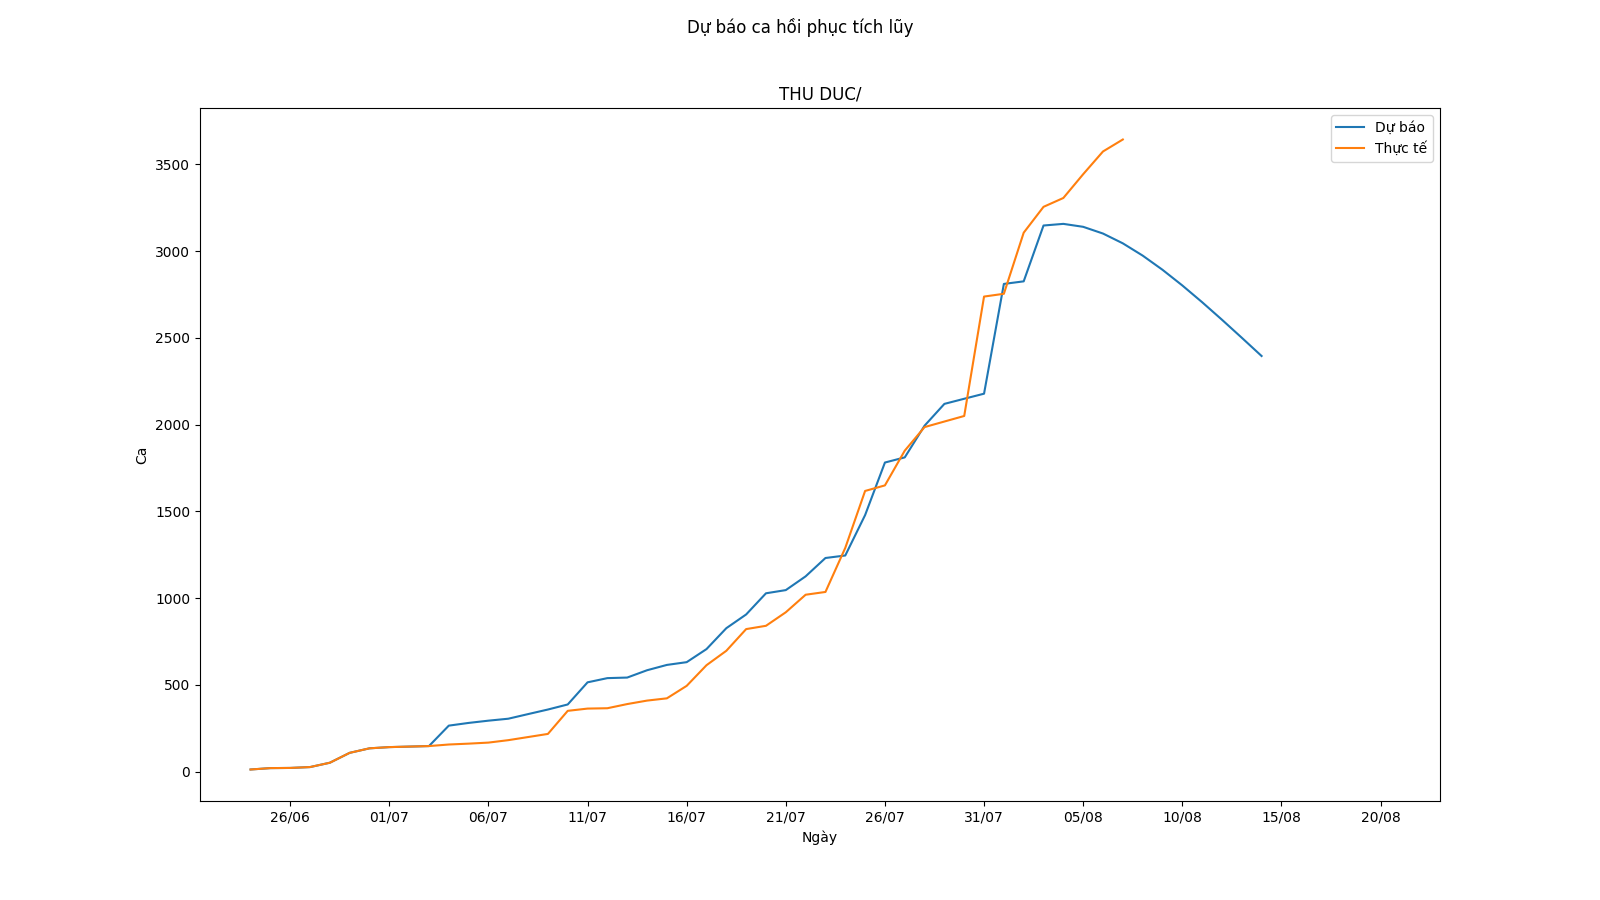 Dự báo ca hồi phục tích lũy
THU DUC/
Dự báo
Thực tế
3500
3000
2500
2000
1500
1000
500
0
Ca
26/06 01/07 06/07 11/07 16/07 21/07 26/07 31/07 05/08 10/08 15/08 20/08
Ngày